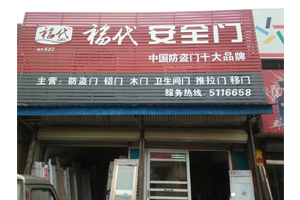 福代 福代 安全门
中国防盗门十大品牌
主营：防盗门 铝门 木门 卫生间门 推拉门 移门
服务热线：5116658